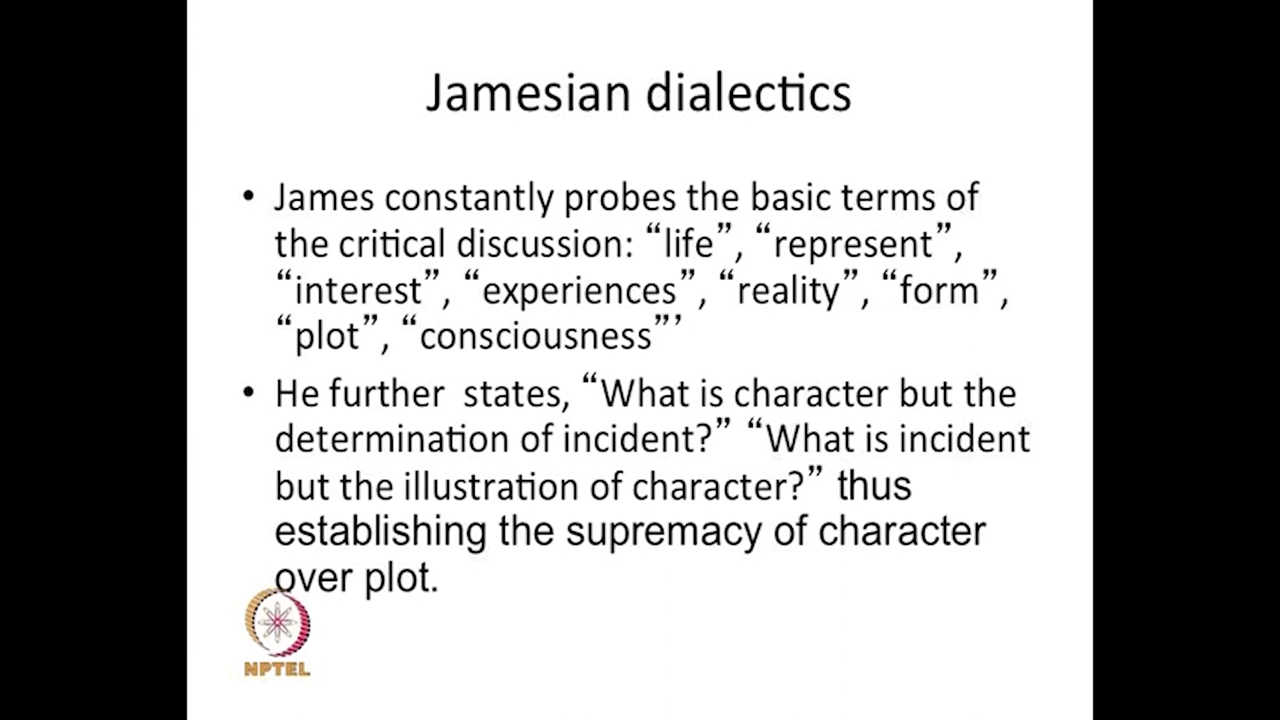 Jamesian dialectics
• James constantly probes the basic terms of
the critical discussion: “life”, “represent”,
“interest”, “experiences”, “reality”, “form”,
“plot”, “consciousness”’
• He further  states, “What is character but the
determination of incident?” “What is incident
but the illustration of character?” thus
establishing the supremacy of character
over plot.
NPTEL